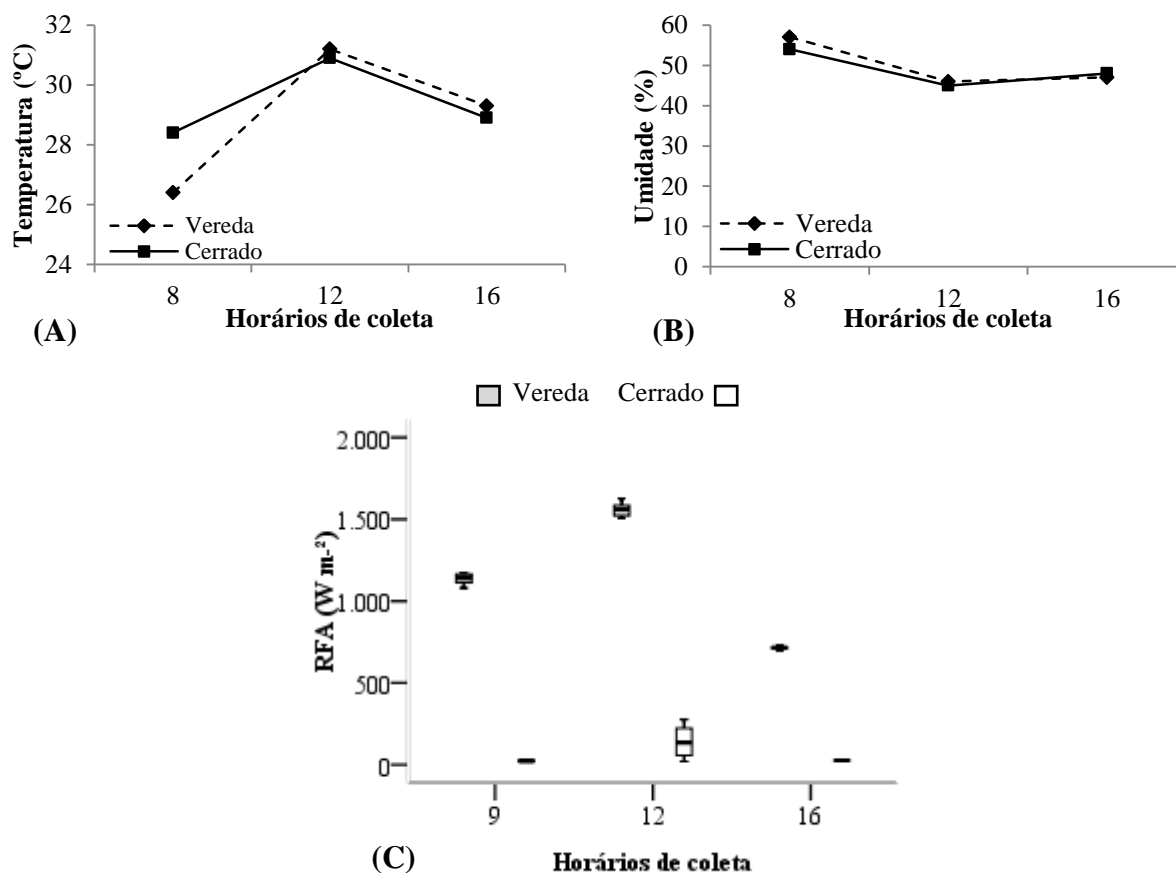 Temperatura (ºC)
32
30
28
26
24
Vereda
Cerrado
8
12
16
Horários de coleta
(A)
Umidade (%)
60
50
40
30
20
10
0
Vereda
Cerrado
8
12
16
Horários de coleta
(B)
Vereda Cerrado
RFA (W m-²)
2.000
1.500
1.000
500
0
9
12
16
Horários de coleta
(C)